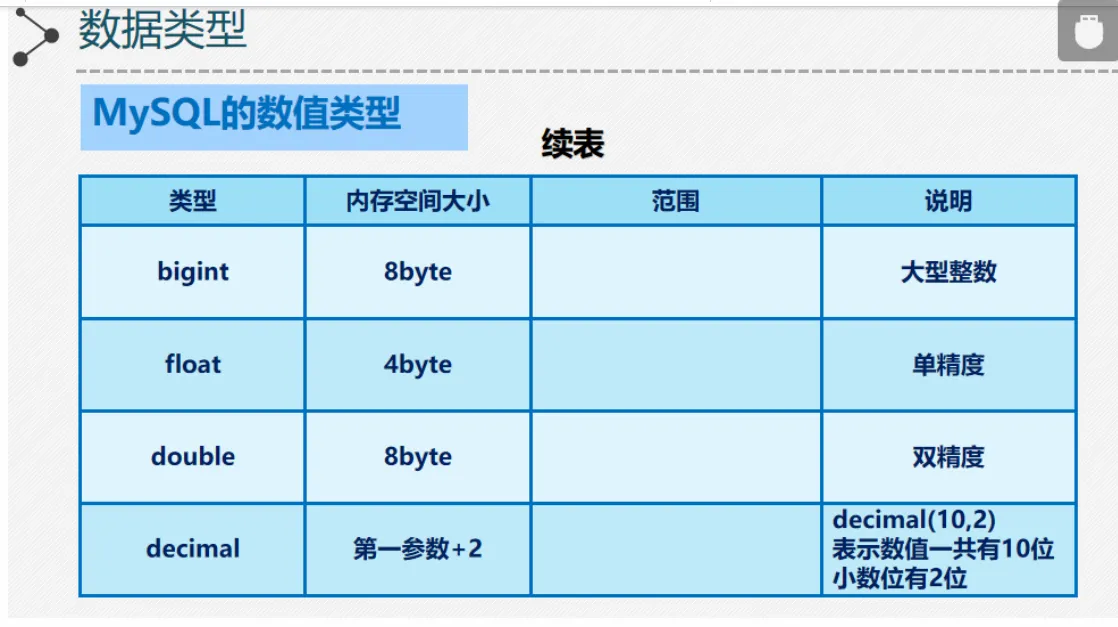 数据类型
MySQL的数值类型
续表
类型 内存空间大小 范围 说明
bigint 8byte 大型整数
float 4byte 单精度
double 8byte 双精度
decimal 第一参数+2 decimal(10,2)
表示数值一共有10位
小数位有2位